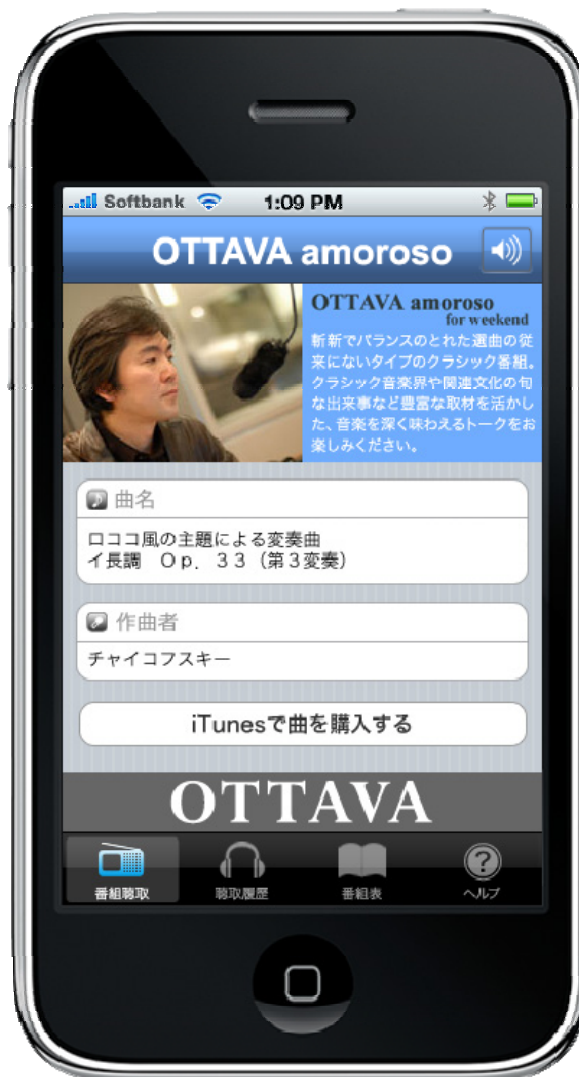 Softbank 1:09 PM
OTTAVA amoroso
OTTAVA amoroso
for weekend
斬新でバランスのとれた選曲の従
来にないタイプのクラシック番組。
クラシック音楽界や関連文化の旬
な出来事など豊富な取材を活かし
た、音楽を深く味わえるトークをお
楽しみください。
曲名
ロココ風の主題による変奏曲
イ長調　Ｏｐ．３３（第３変奏）
作曲者
チャイコフスキー
iTunesで曲を購入する
OTTAVA
番組聴取 聴取履歴 番組表 ヘルプ